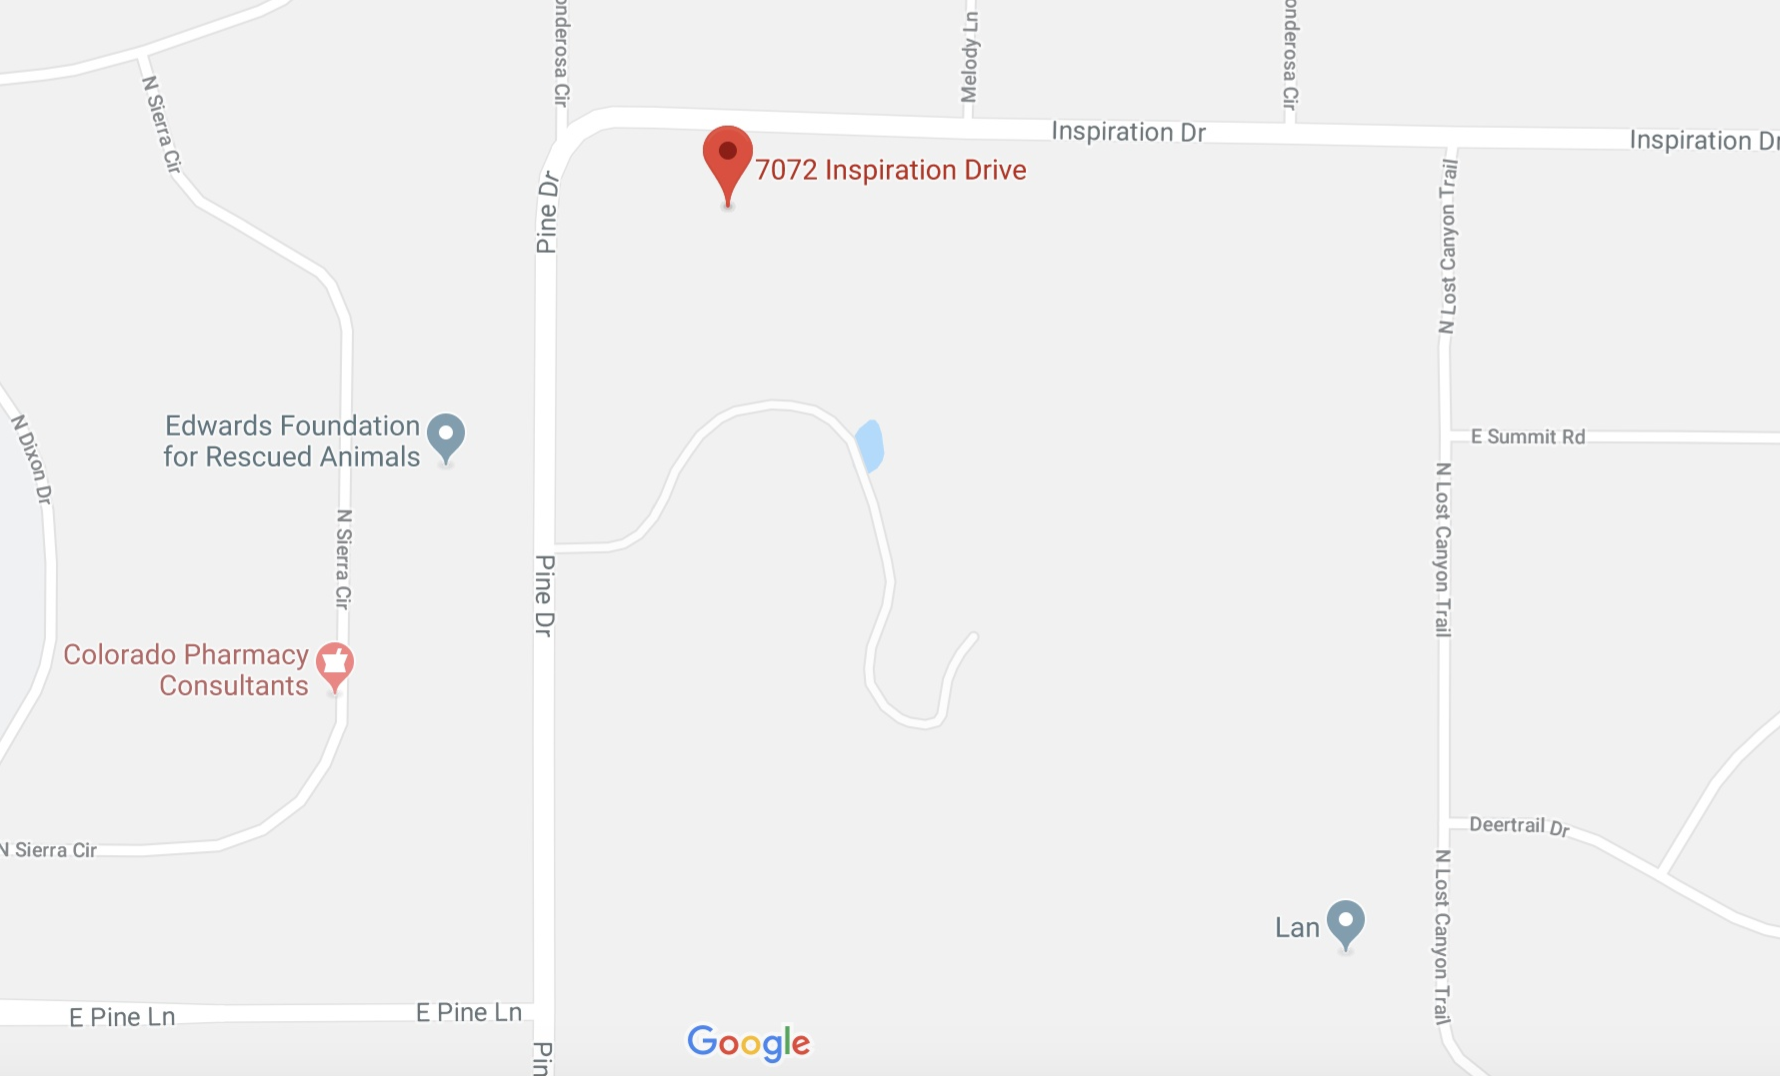 onderosa Cir
Melody Ln
onderosa Cir
N Sierra Cir
Inspiration Dr
Inspiration Dr
7072 Inspiration Drive
Pine Dr
N Lost Canyon Trail
Edwards Foundation
for Rescued Animals
N Dixon Dr
E Summit Rd
N Sierra Cir
Pine Dr
N Lost Canyon Trail
Colorado Pharmacy
Consultants
Deertrail Dr
N Sierra Cir
N Lost Canyon Trail
Lan
E Pine Ln
E Pine Ln
Pin
Google